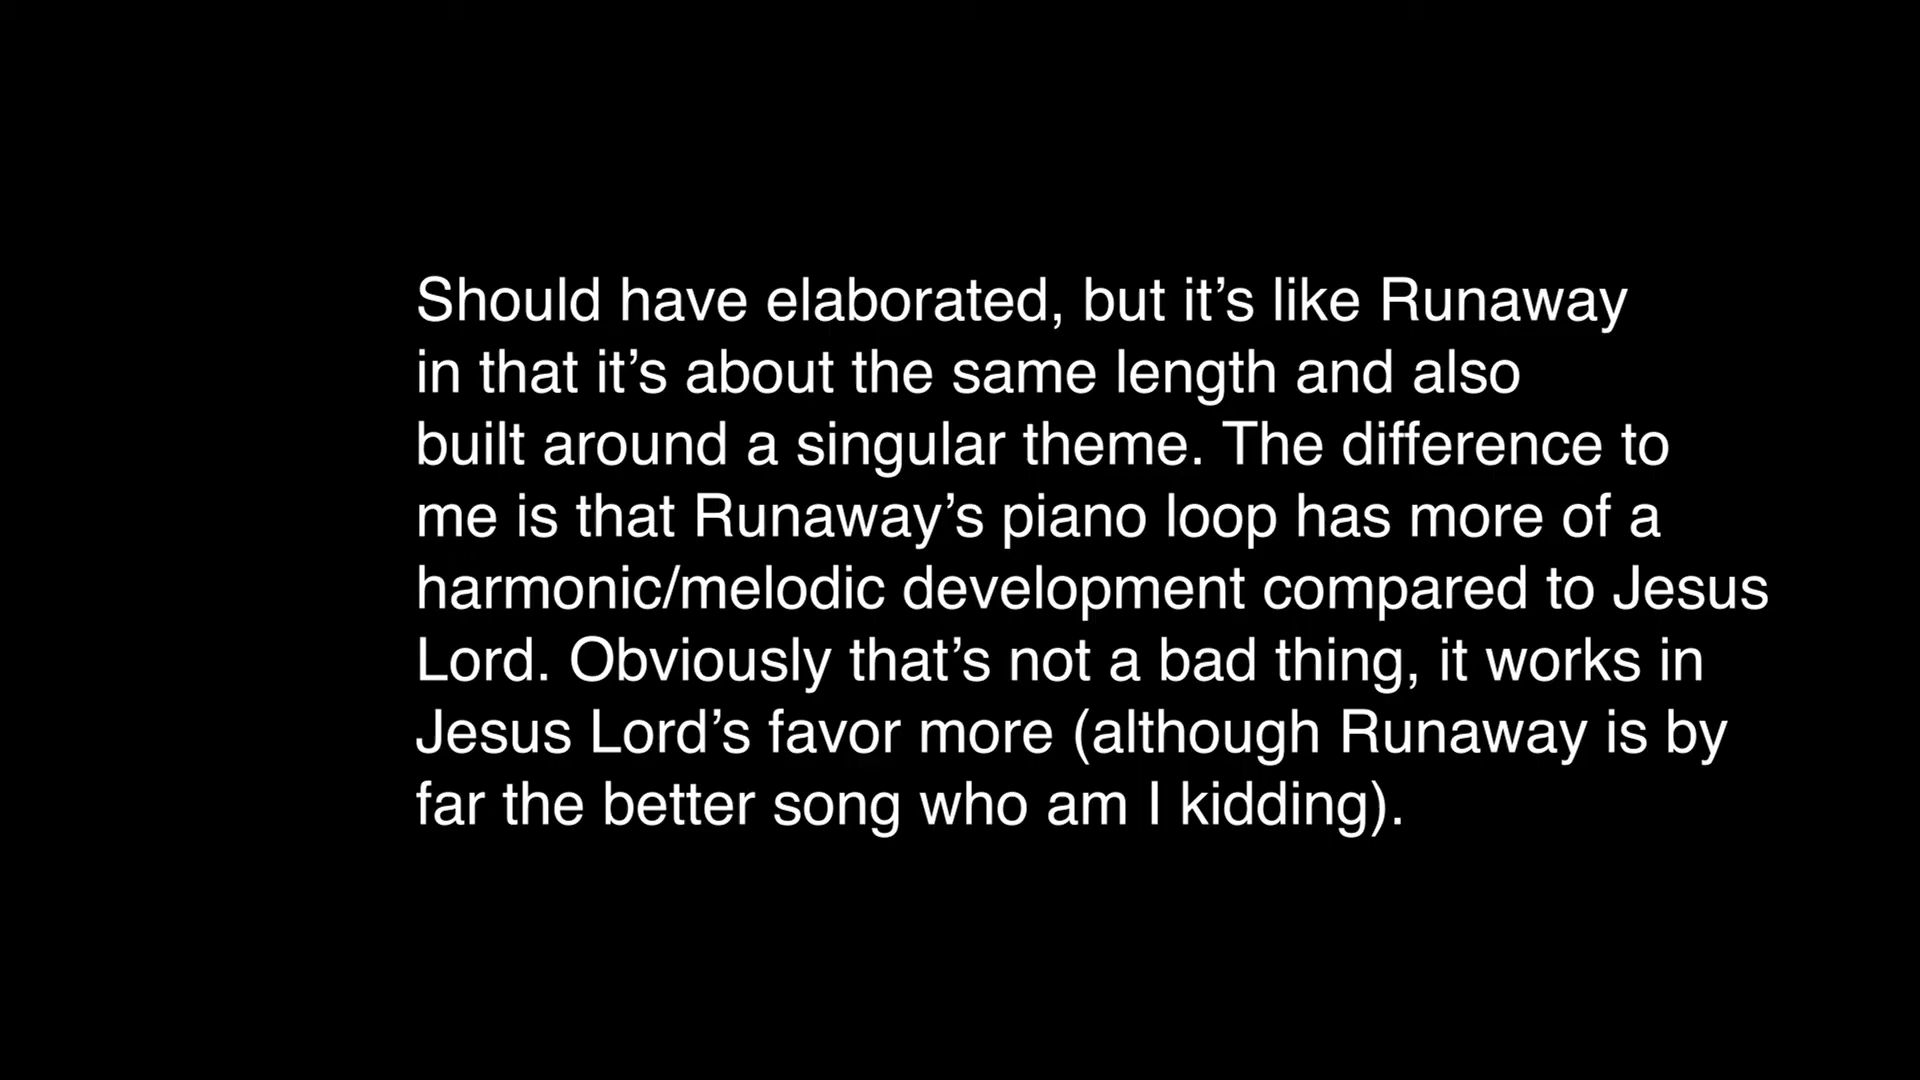 Should have elaborated, but it’s like Runaway
in that it’s about the same length and also
built around a singular theme. The difference to
me is that Runaway’s piano loop has more of a
harmonic/melodic development compared to Jesus
Lord. Obviously that’s not a bad thing, it works in
Jesus Lord’s favor more (although Runaway is by
far the better song who am I kidding).